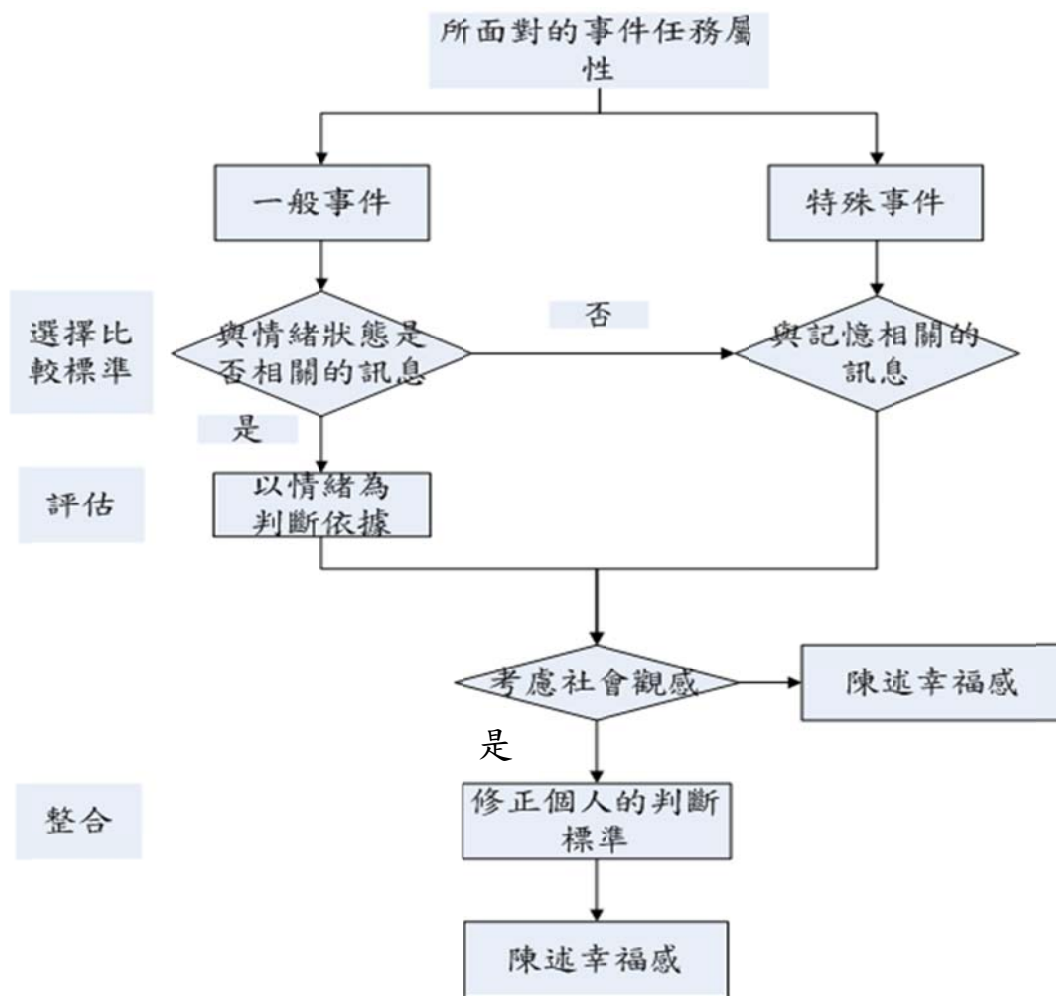 所面對的事件任務屬
性
一般事件
特殊事件
選擇比
較標準
與情緒狀態是
否相關的訊息
否
與記憶相關的
訊息
是
評估
以情緒為
判斷依據
考慮社會觀感
陳述幸福感
是
整合
修正個人的判斷
標準
陳述幸福感